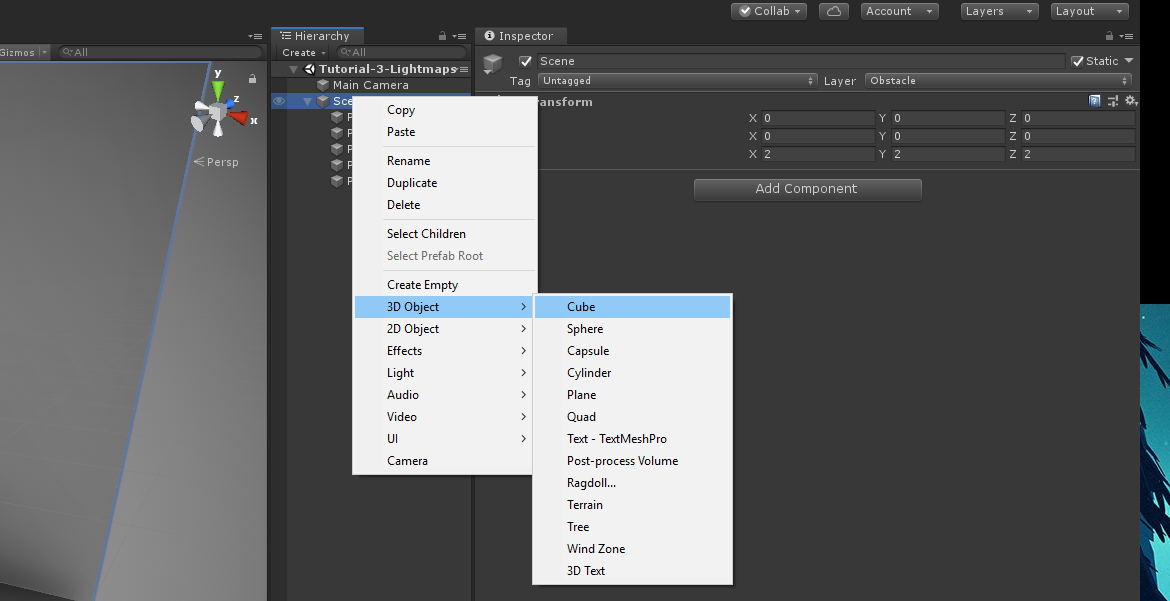 Collab
Account
Layers
Layout
Gizmos
All
Hierarchy
Create
All
Tutorial-3-Lightmaps
Main Camera
P
P
P
P
P
Copy
Paste
Rename
Duplicate
Delete
Select Children
Select Prefab Root
Create Empty
3D Object
2D Object
Effects
Light
Audio
Video
UI
Camera
Cube
Sphere
Capsule
Cylinder
Plane
Quad
Text - TextMeshPro
Post-process Volume
Ragdoll...
Terrain
Tree
Wind Zone
3D Text
y
z
x
Persp
Inspector
Scene
Static
Tag Untagged Layer Obstacle
ransform
X 0 Y 0 Z 0
X 0 Y 0 Z 0
X 2 Y 2 Z 2
Add Component